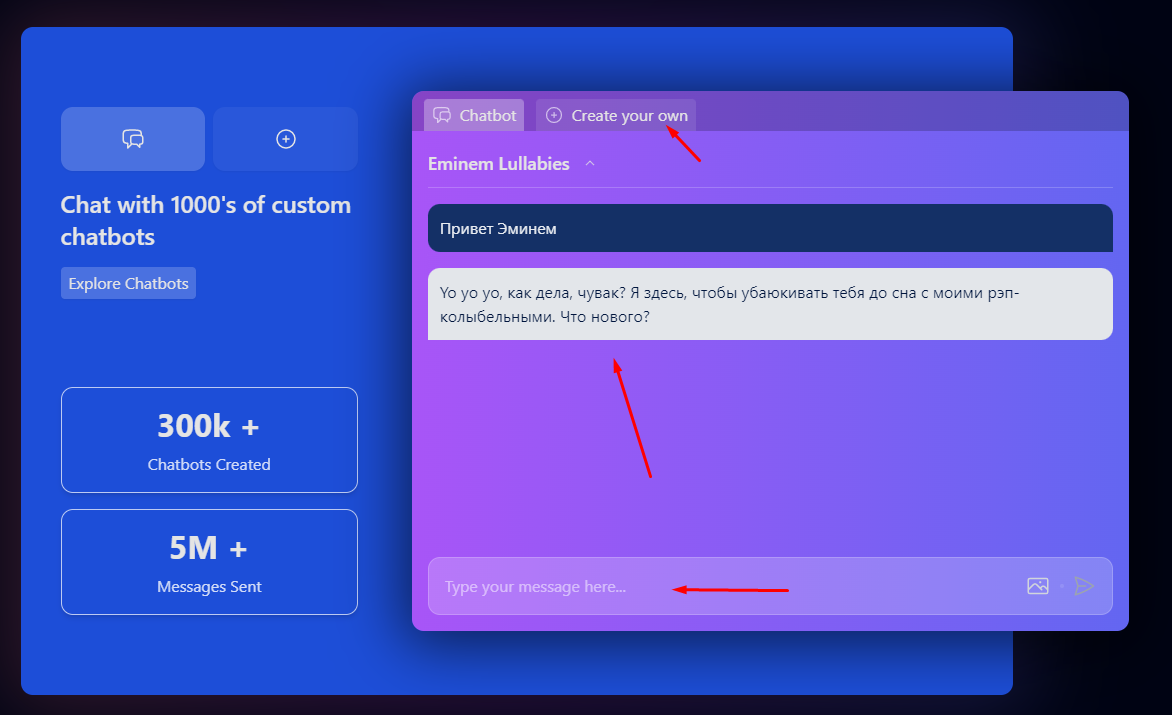 Chat with 1000's of custom
chatbots
Explore Chatbots
300k +
Chatbots Created
5M +
Messages Sent
Chatbot
Create your own
Eminem Lullabies
Привет Эминем
Yo yo yo, как дела, чувак? Я здесь, чтобы убаюкивать тебя до сна с моими рэп-
колыбельными. Что нового?
Type your message here...